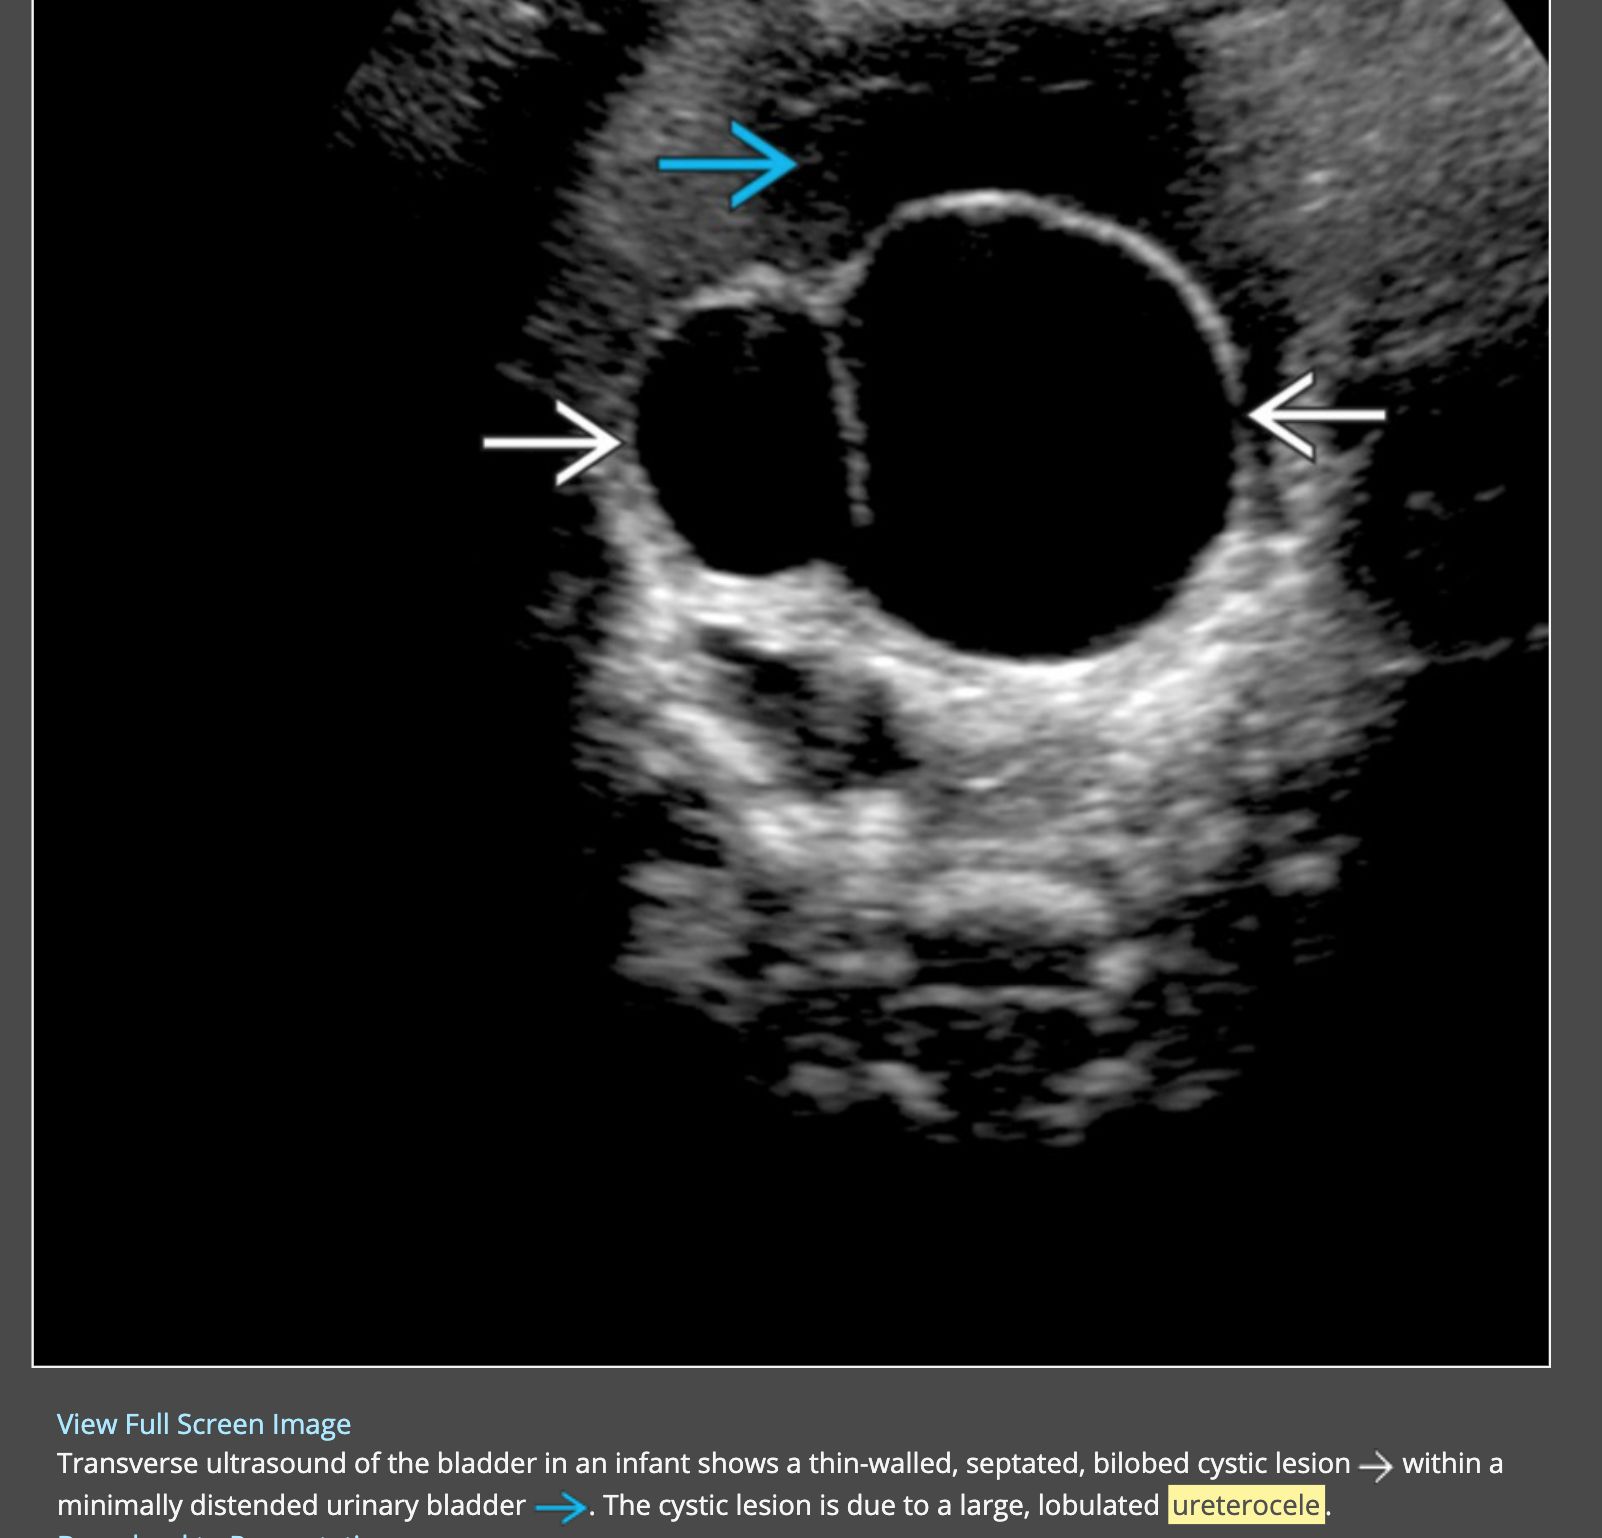 View Full Screen Image
Transverse ultrasound of the bladder in an infant shows a thin-walled, septated, bilobed cystic lesion → within a
minimally distended urinary bladder →. The cystic lesion is due to a large, lobulated ureterocele.